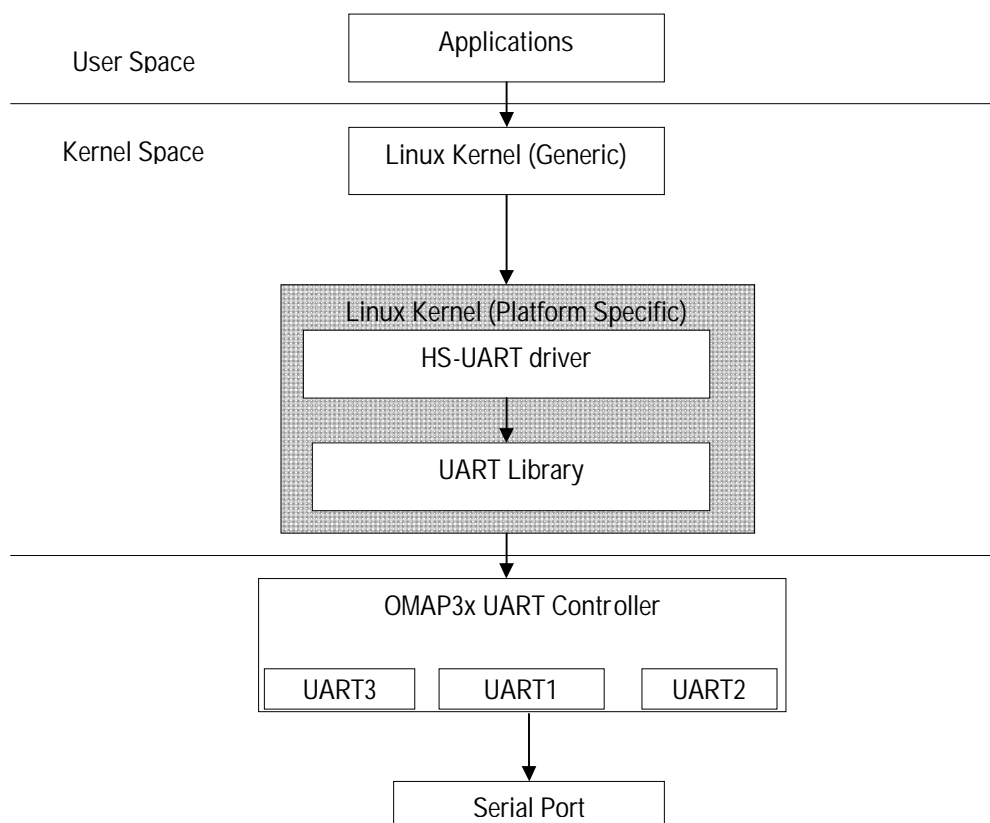 Applications
User Space
Linux Kernel (Generic)
Kernel Space
Linux Kernel (Platform Specific)
HS-UART driver
UART Library
OMAP3x UART Controller
UART3
UART1
UART2
Serial Port